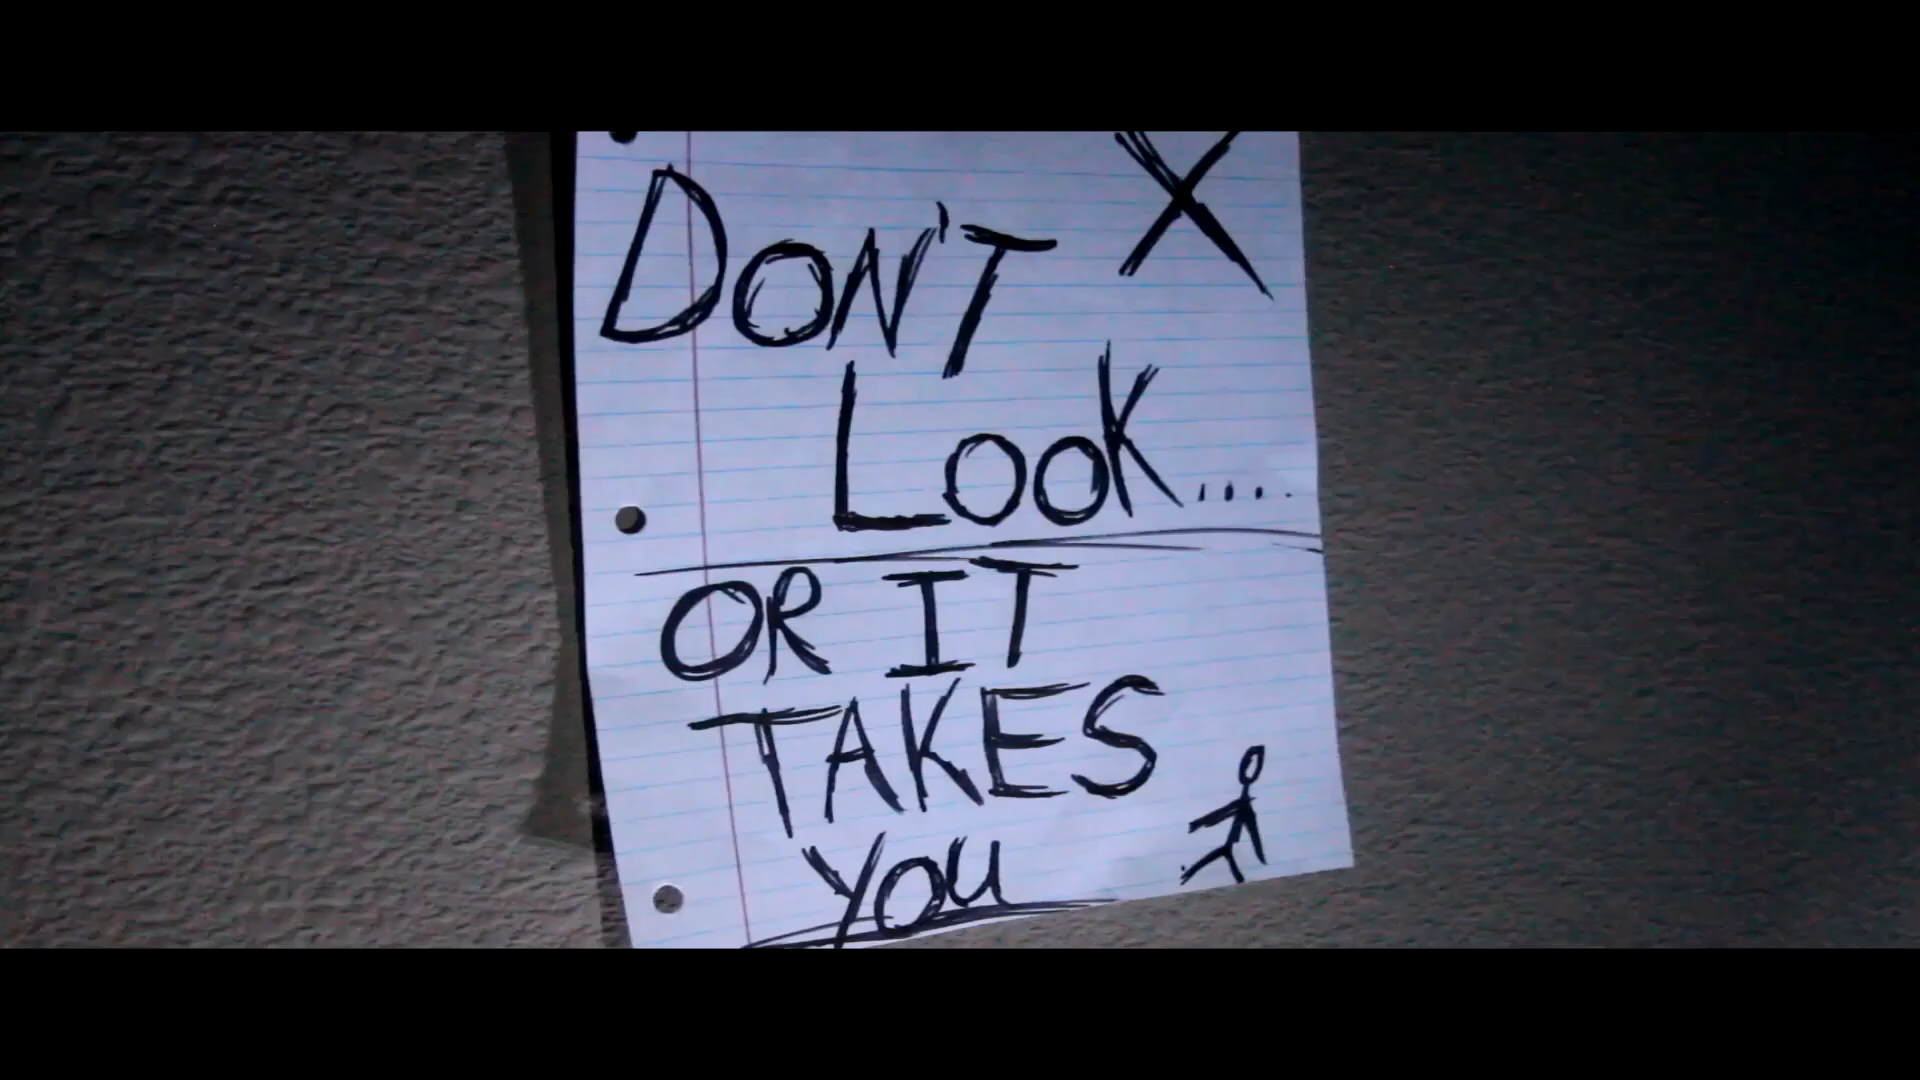 X
DON'T
LOOK....
OR IT
TAKES
YOU